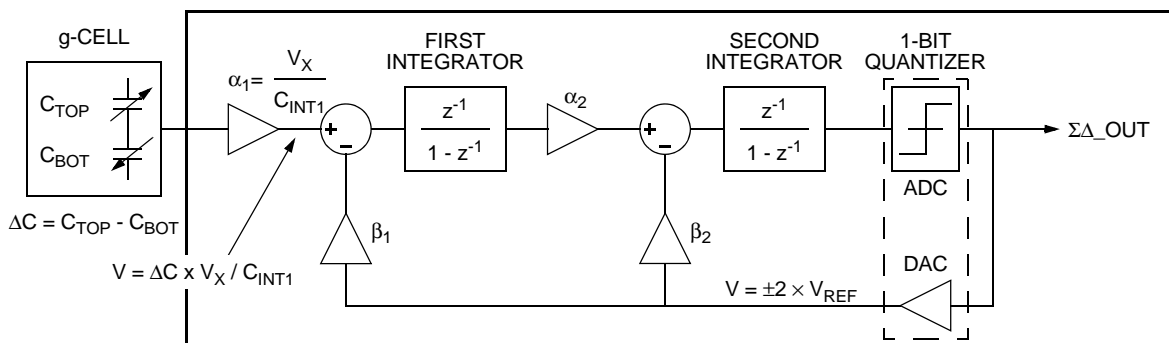 g-CELL
C_TOP
C_BOT
ΔC = C_TOP - C_BOT
α₁= V_X / C_INT1
V = ΔC x V_X / C_INT1
+
−
FIRST
INTEGRATOR
z⁻¹
1 - z⁻¹
α₂
+
−
SECOND
INTEGRATOR
z⁻¹
1 - z⁻¹
1-BIT
QUANTIZER
ADC
ΣΔ_OUT
β₁
β₂
DAC
V = ±2 × V_REF